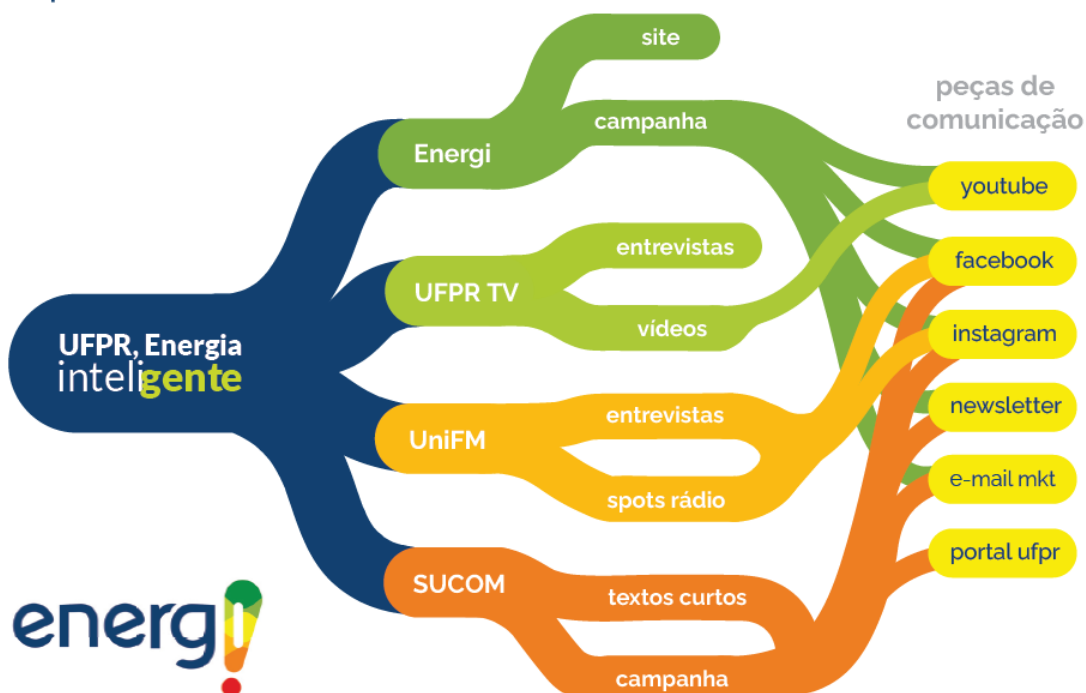 site
peças de
comunicação
campanha
Energi
youtube
entrevistas
facebook
UFPR TV
vídeos
instagram
UFPR, Energia
inteligente
newsletter
entrevistas
UniFM
e-mail mkt
spots rádio
portal ufpr
SUCOM
textos curtos
energ!
campanha